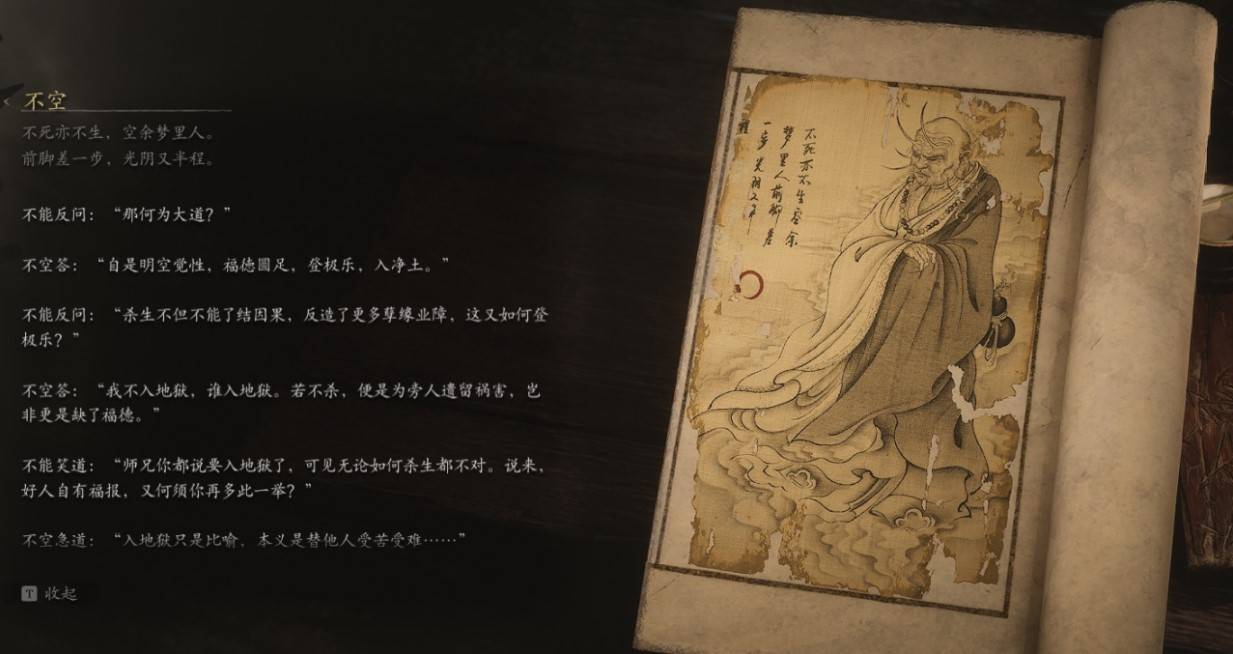 不空
不死亦不生，空余梦里人。
前脚差一步，光阴又半程。
不能反问：“那何为大道？”
不空答：“自是明空觉性，福德圆足，登极乐，入净土。”
不能反问：“杀生不但不能了结因果，反造了更多孽缘业障，这又如何登
极乐？”
不空答：“我不入地狱，谁入地狱。若不杀，便是为旁人遗留祸害，岂
非更是缺了福德。”
不能笑道：“师兄你都说要入地狱了，可见无论如何杀生都不对。说来，
好人自有福报，又何须你再多此一举？”
不空急道：“入地狱只是比喻，本义是替他人受苦受难……”
T 收起
不死亦不生空余
梦里人前脚差
一步光阴又半
程